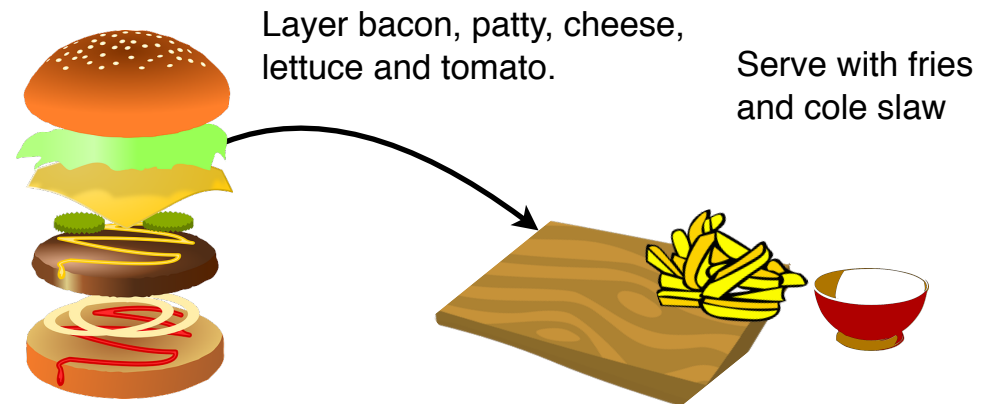 Layer bacon, patty, cheese,
lettuce and tomato.
Serve with fries
and cole slaw